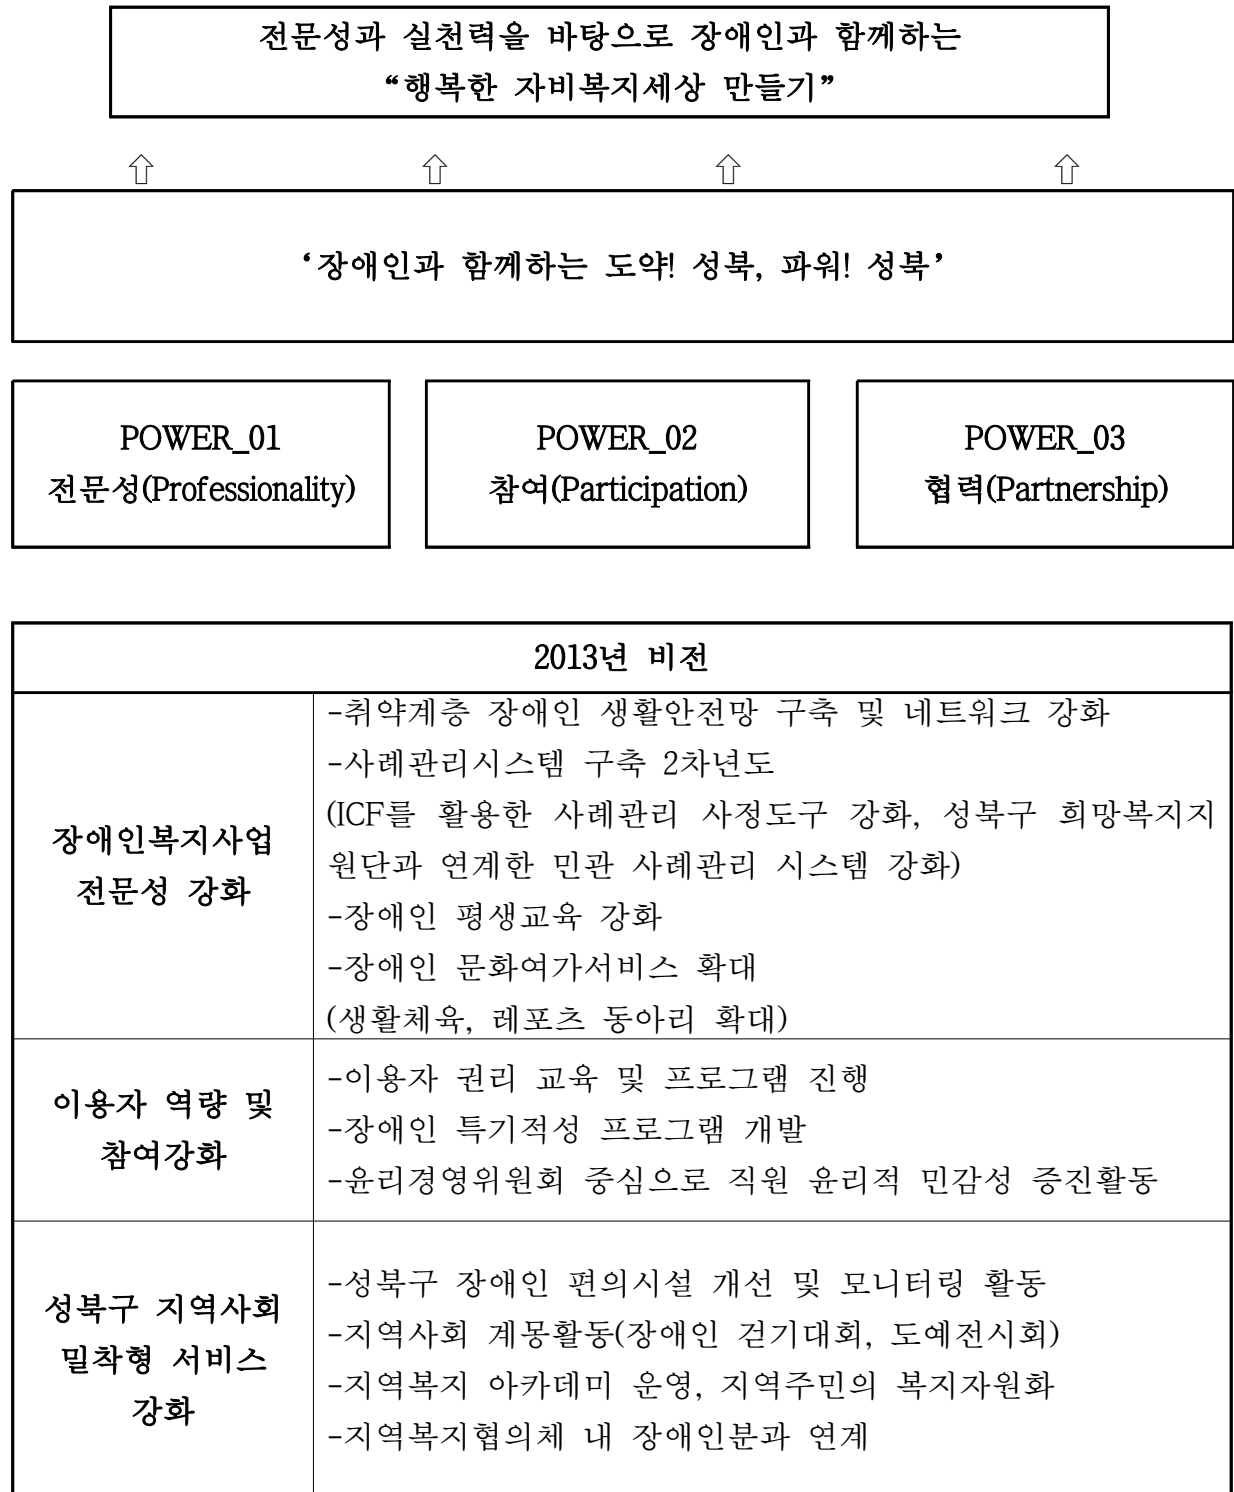 전문성과 실천력을 바탕으로 장애인과 함께하는
“행복한 자비복지세상 만들기”
⇧ ⇧ ⇧ ⇧
‘장애인과 함께하는 도약! 성북, 파워! 성북’
POWER_01
전문성(Professionality)
POWER_02
참여(Participation)
POWER_03
협력(Partnership)
2013년 비전
장애인복지사업
전문성 강화
-취약계층 장애인 생활안전망 구축 및 네트워크 강화
-사례관리시스템 구축 2차년도
(ICF를 활용한 사례관리 사정도구 강화, 성북구 희망복지지
원단과 연계한 민관 사례관리 시스템 강화)
-장애인 평생교육 강화
-장애인 문화여가서비스 확대
(생활체육, 레포츠 동아리 확대)
이용자 역량 및
참여강화
-이용자 권리 교육 및 프로그램 진행
-장애인 특기적성 프로그램 개발
-윤리경영위원회 중심으로 직원 윤리적 민감성 증진활동
성북구 지역사회
밀착형 서비스
강화
-성북구 장애인 편의시설 개선 및 모니터링 활동
-지역사회 계몽활동(장애인 걷기대회, 도예전시회)
-지역복지 아카데미 운영, 지역주민의 복지자원화
-지역복지협의체 내 장애인분과 연계